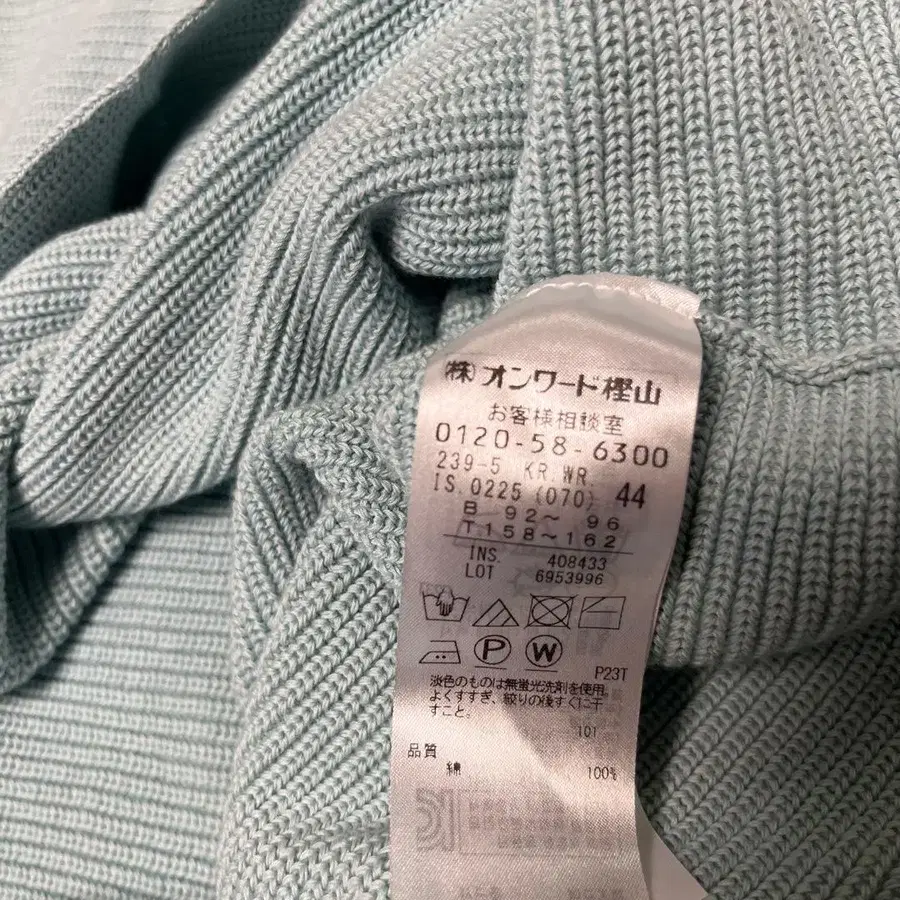 (株)オンワード樫山
お客様相談室
0120-58-6300
239-5 KR.WR.
IS.0225(070) 44
B 92～ 96
T158～162
INS. 408433
LOT 6953996
P W
P23T
淡色のものは無蛍光洗剤を使用
よくすすぎ、絞りの後すぐに干
すこと。
101
品質
綿 100%